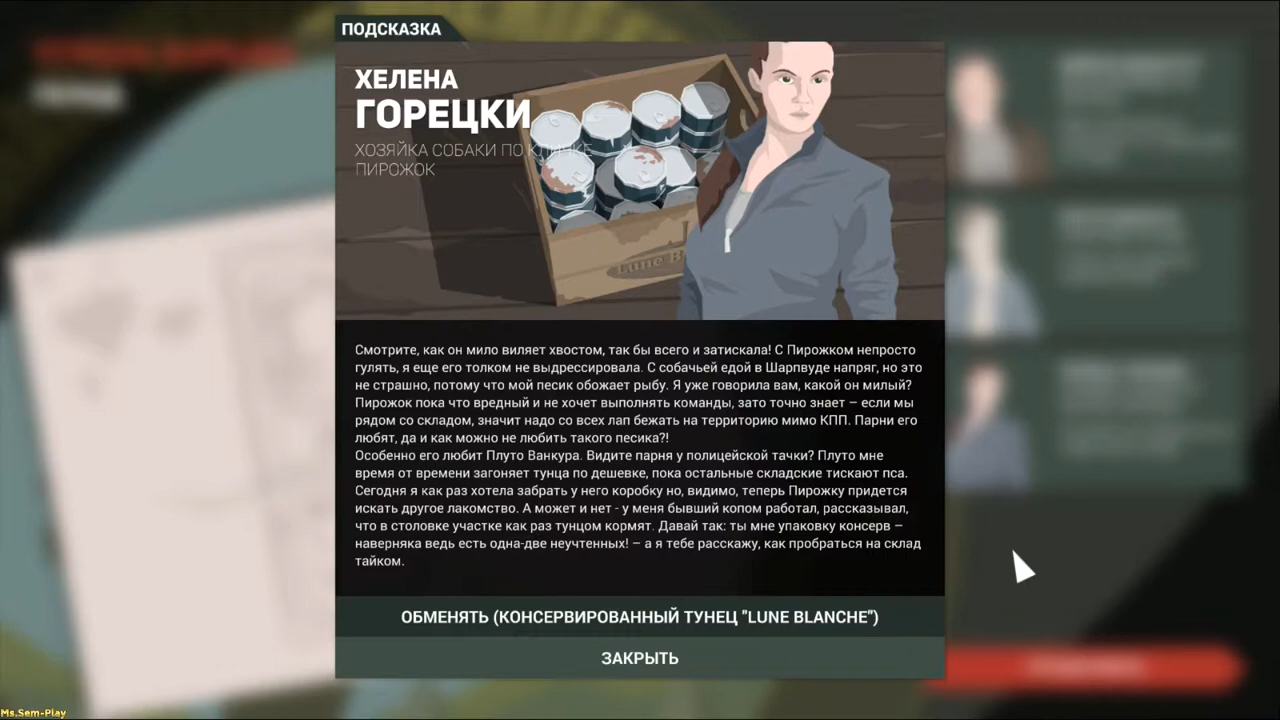 ПОДСКАЗКА
ХЕЛЕНА
ГОРЕЦКИ
ХОЗЯЙКА СОБАКИ ПО КЛИЧКЕ
ПИРОЖОК
Lune B
Смотрите, как он мило виляет хвостом, так бы всего и затискала! С Пирожком непросто
гулять, я еще его толком не выдрессировала. С собачьей едой в Шарпвуде напряг, но это
не страшно, потому что мой песик обожает рыбу. Я уже говорила вам, какой он милый?
Пирожок пока что вредный и не хочет выполнять команды, зато точно знает – если мы
рядом со складом, значит надо со всех лап бежать на территорию мимо КПП. Парни его
любят, да и как можно не любить такого песика?!
Особенно его любит Плуто Ванкура. Видите парня у полицейской тачки? Плуто мне
время от времени загоняет тунца по дешевке, пока остальные складские тискают пса.
Сегодня я как раз хотела забрать у него коробку но, видимо, теперь Пирожку придется
искать другое лакомство. А может и нет - у меня бывший копом работал, рассказывал,
что в столовке участке как раз тунцом кормят. Давай так: ты мне упаковку консерв –
наверняка ведь есть одна-две неучтенных! – а я тебе расскажу, как пробраться на склад
тайком.
ОБМЕНЯТЬ (КОНСЕРВИРОВАННЫЙ ТУНЕЦ "LUNE BLANCHE")
ЗАКРЫТЬ
Ms.Sem-Play